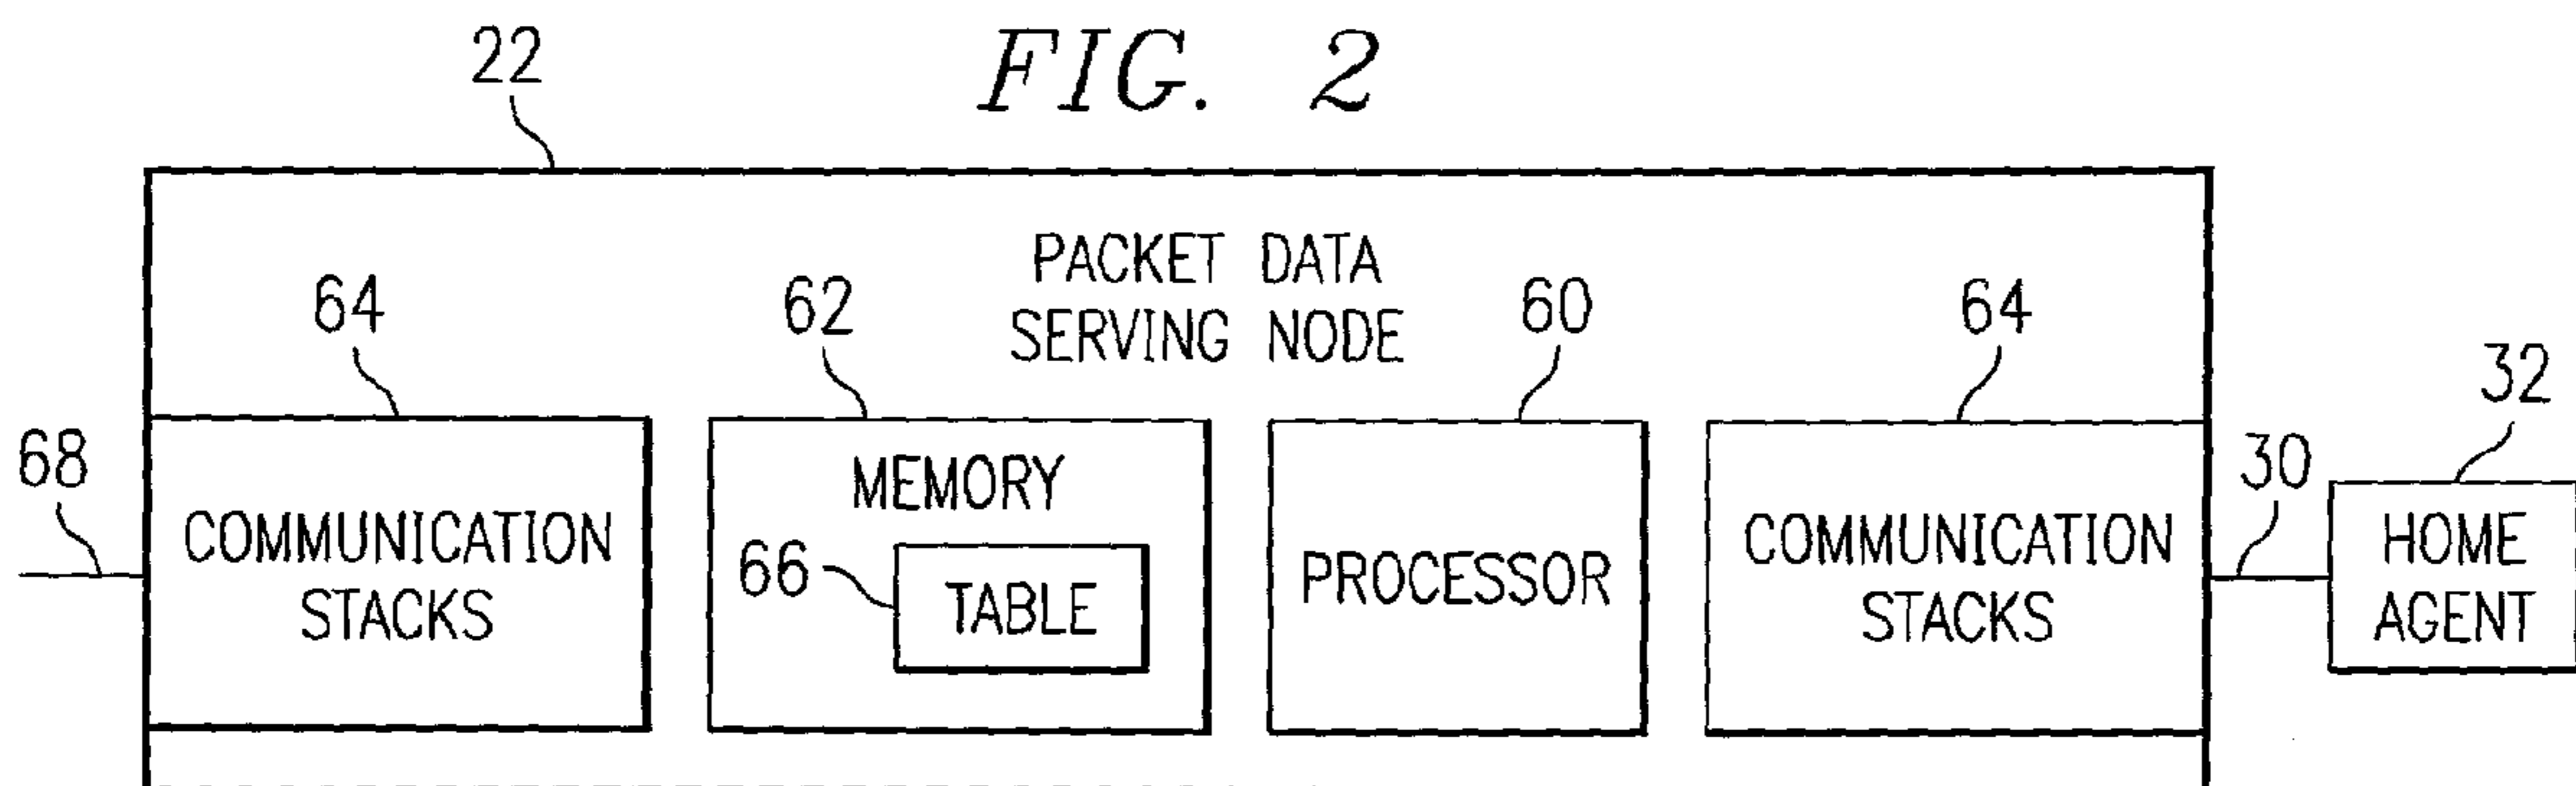 FIG. 2
22
PACKET DATA
SERVING NODE
64
62
60
64
32
68
30
COMMUNICATION
STACKS
MEMORY
66
TABLE
PROCESSOR
COMMUNICATION
STACKS
HOME
AGENT